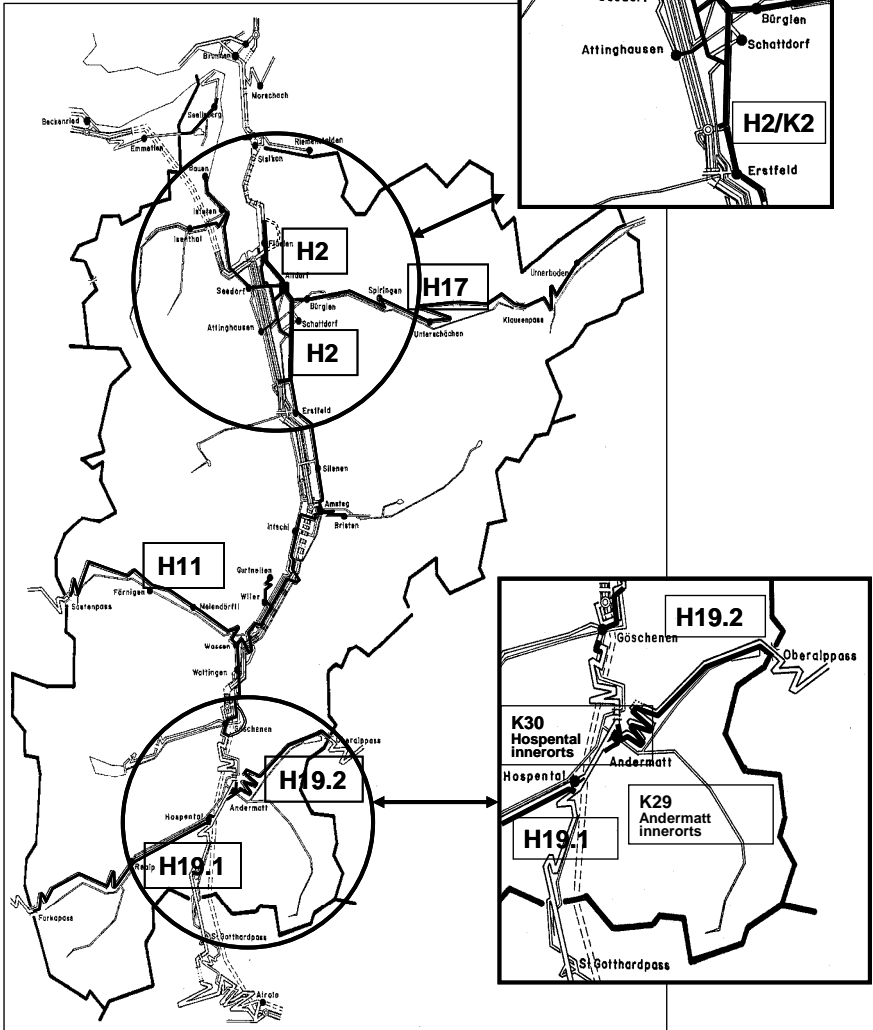 Bürglen
Attinghausen
Schattdorf
H2/K2
Erstfeld
Brunnen
Morschach
Seelisberg
Beckenried
Emmetten
Sisikon
Riemenstalden
Bauen
Isleten
Isenthal
Flüelen
H2
Altdorf
Seedorf
Bürglen
Spiringen
H17
Urnerboden
Attinghausen
Schattdorf
Unterschächen
Klausenpass
H2
Erstfeld
Silenen
Amsteg
Intschi
Bristen
H11
Gurtnellen
Wiler
Färnigen
Meiendörfli
Sustenpass
Wassen
Wattingen
Göschenen
Oberalppass
H19.2
Andermatt
Hospental
H19.1
Realp
Furkapass
St.Gotthardpass
Airolo
H19.2
Göschenen
Oberalppass
K30
Hospental
innerorts
Andermatt
Hospental
K29
Andermatt
innerorts
H19.1
St.Gotthardpass